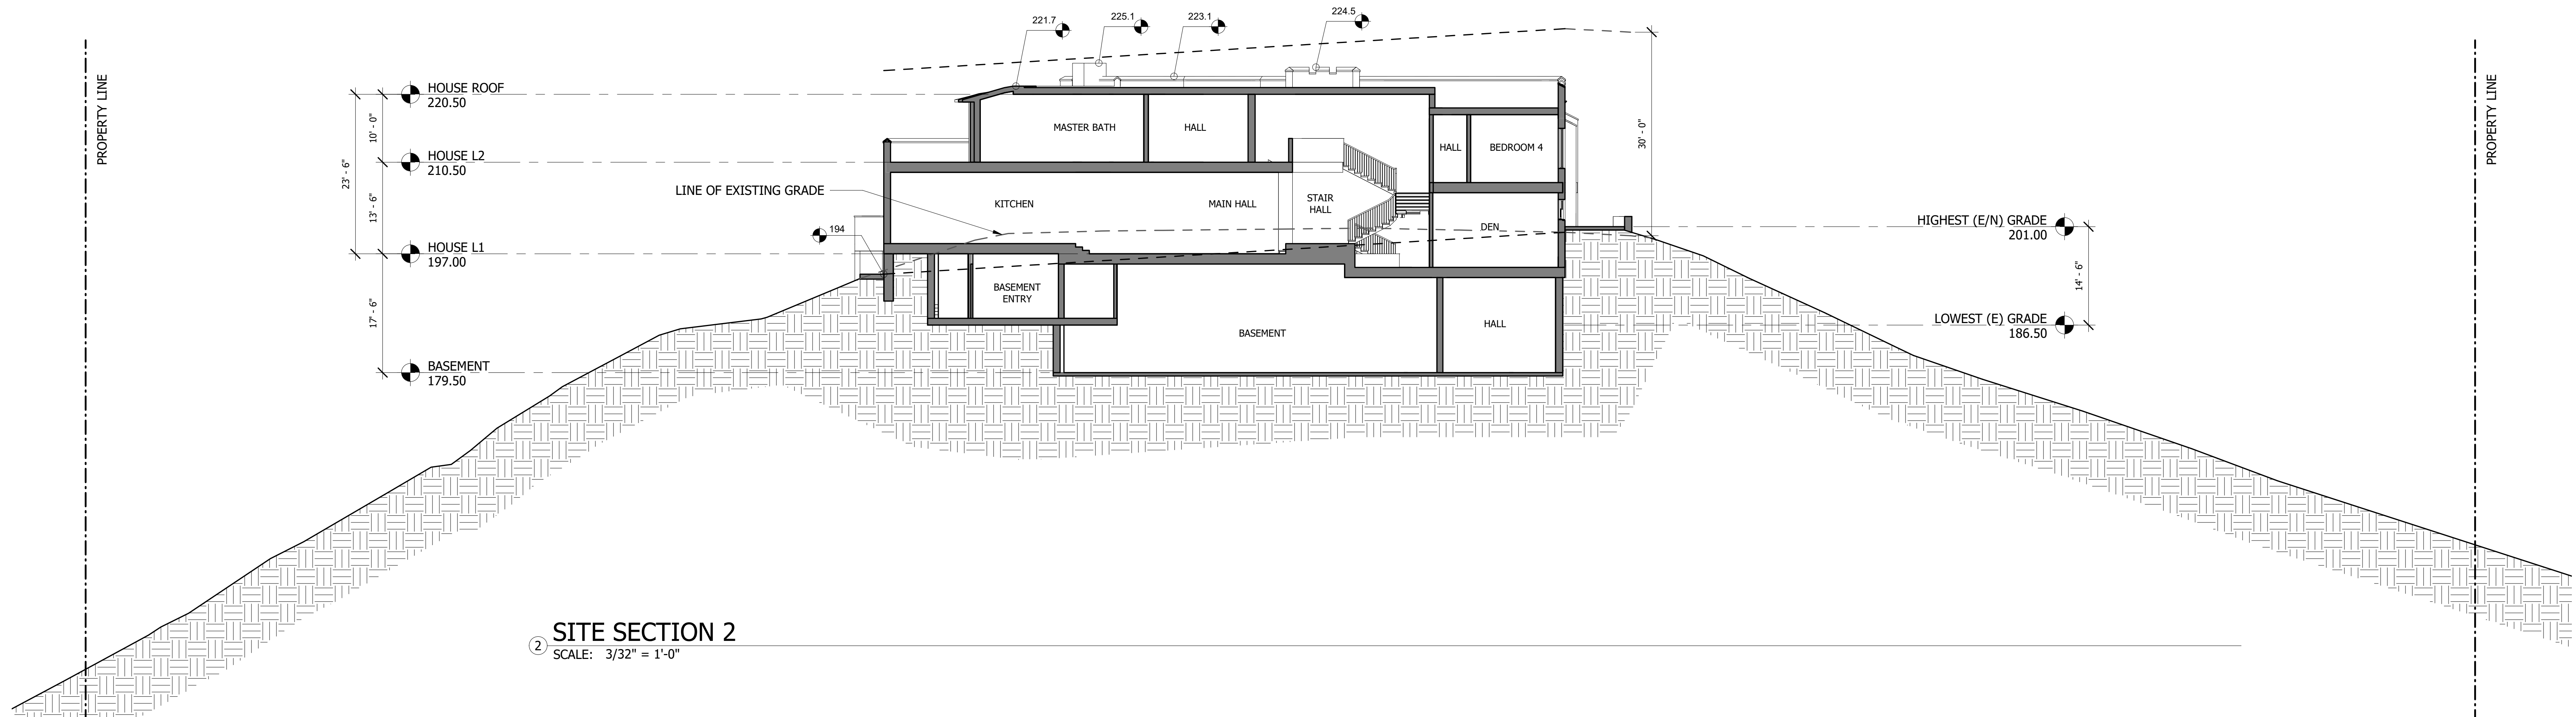 221.7
225.1
223.1
224.5
PROPERTY LINE
PROPERTY LINE
HOUSE ROOF
220.50
10' - 0"
23' - 6"
MASTER BATH
HALL
HALL
BEDROOM 4
30' - 0"
HOUSE L2
210.50
LINE OF EXISTING GRADE
13' - 6"
KITCHEN
MAIN HALL
STAIR
HALL
DEN
194
HIGHEST (E/N) GRADE
201.00
HOUSE L1
197.00
14' - 6"
BASEMENT
ENTRY
17' - 6"
BASEMENT
HALL
LOWEST (E) GRADE
186.50
BASEMENT
179.50
2
SITE SECTION 2
SCALE: 3/32" = 1'-0"